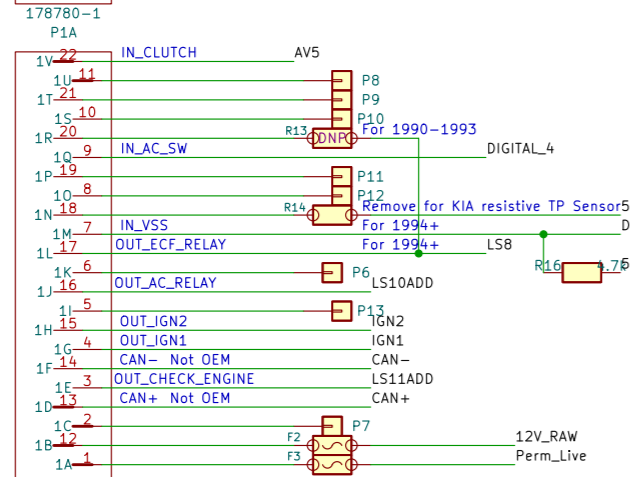 178780-1
P1A
1V 22 IN_CLUTCH AV5
1U 11 P8
1T 21 P9
1S 10 P10
1R 20 R13 DNP For 1990-1993
1Q 9 IN_AC_SW DIGITAL_4
1P 19 P11
1O 8 P12
1N 18 R14 Remove for KIA resistive TP Sensor 5
1M 7 IN_VSS For 1994+ D
1L 17 OUT_ECF_RELAY For 1994+ LS8
1K 6 P6 R16 4.7K 5
1J 16 OUT_AC_RELAY LS10ADD
1I 5 P13
1H 15 OUT_IGN2 IGN2
1G 4 OUT_IGN1 IGN1
1F 14 CAN- Not OEM CAN-
1E 3 OUT_CHECK_ENGINE LS11ADD
1D 13 CAN+ Not OEM CAN+
1C 2 P7
1B 12 F2 12V_RAW
1A 1 F3 Perm_Live